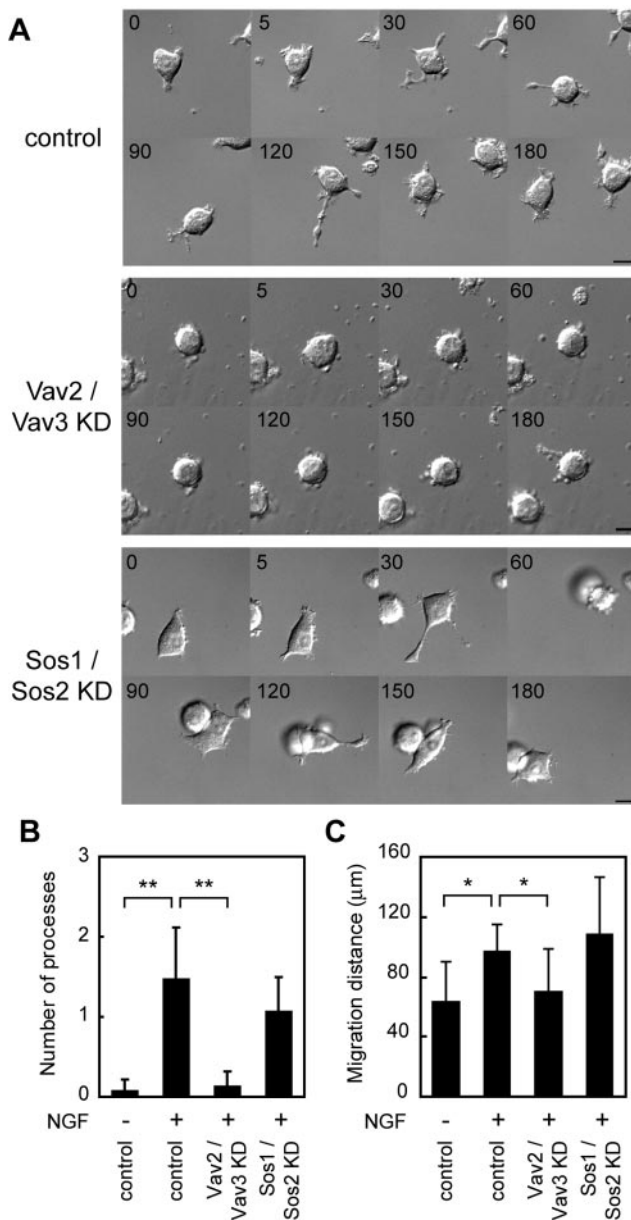 A
control
0 5 30 60
90 120 150 180
Vav2 /
Vav3 KD
0 5 30 60
90 120 150 180
Sos1 /
Sos2 KD
0 5 30 60
90 120 150 180
B
Number of processes
3
2
1
0
** **
NGF - + + +
control
control
Vav2 /
Vav3 KD
Sos1 /
Sos2 KD
C
Migration distance (μm)
160
120
80
40
0
* *
NGF - + + +
control
control
Vav2 /
Vav3 KD
Sos1 /
Sos2 KD